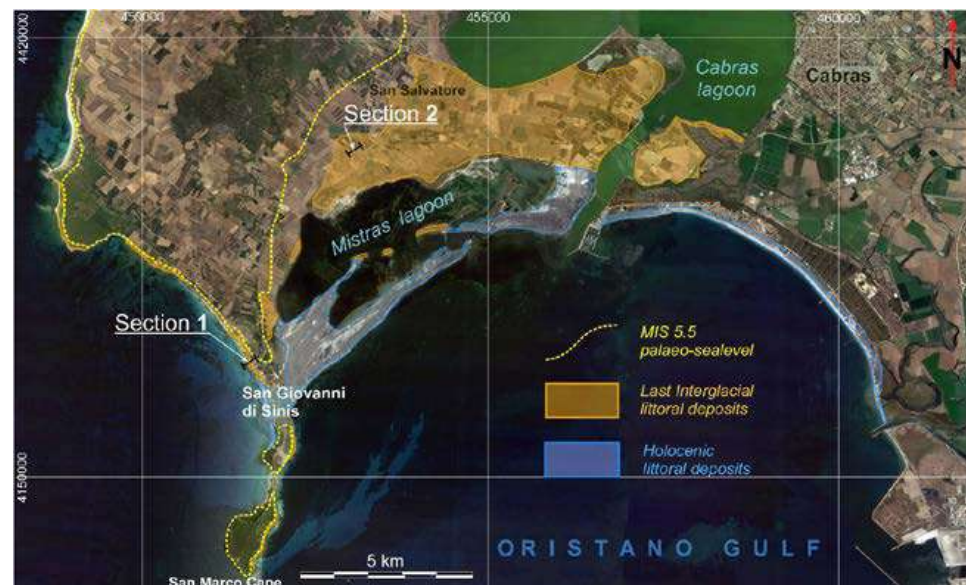 450000
455000
460000
4420000
N
Cabras
lagoon
Cabras
San Salvatore
Section 2
Mistras lagoon
Section 1
MIS 5.5
palaeo-sealevel
San Giovanni
di Sinis
Last Interglacial
littoral deposits
Holocenic
littoral deposits
4150000
ORISTANO GULF
5 km
San Marco Cape